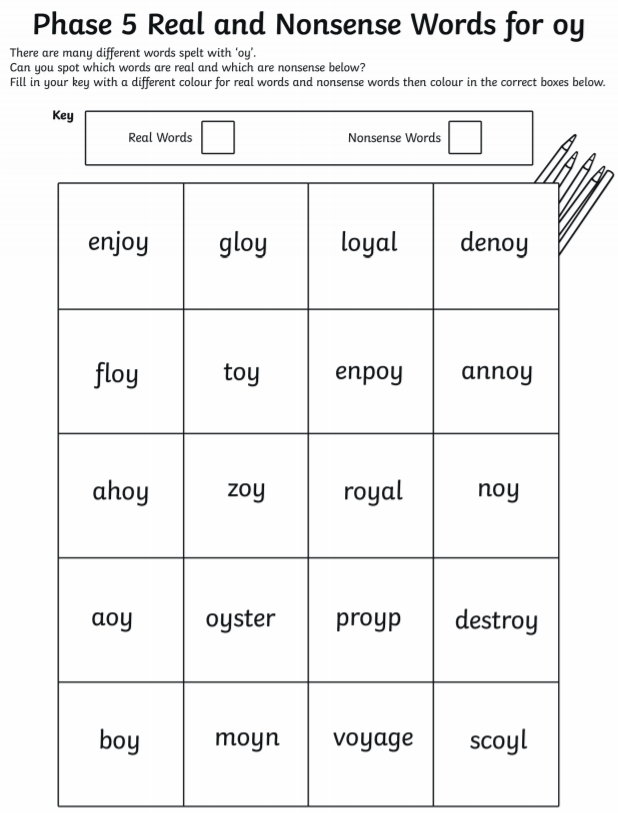 Phase 5 Real and Nonsense Words for oy
There are many different words spelt with ‘oy’.
Can you spot which words are real and which are nonsense below?
Fill in your key with a different colour for real words and nonsense words then colour in the correct boxes below.
Key
Real Words Nonsense Words
enjoy gloy loyal denoy
floy toy enpoy annoy
ahoy zoy royal noy
aoy oyster proyp destroy
boy moyn voyage scoyl